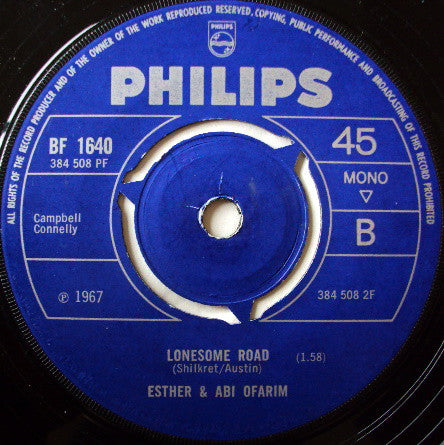 ALL RIGHTS OF THE RECORD PRODUCER AND OF THE OWNER OF THE WORK REPRODUCED RESERVED, COPYING, PUBLIC PERFORMANCE AND BROADCASTING OF THIS RECORD PROHIBITED
PHILIPS
PHILIPS
BF 1640
384 508 PF
45
MONO
B
Campbell
Connelly
℗ 1967
384 508 2F
LONESOME ROAD (1.58)
(Shilkret/Austin)
ESTHER & ABI OFARIM